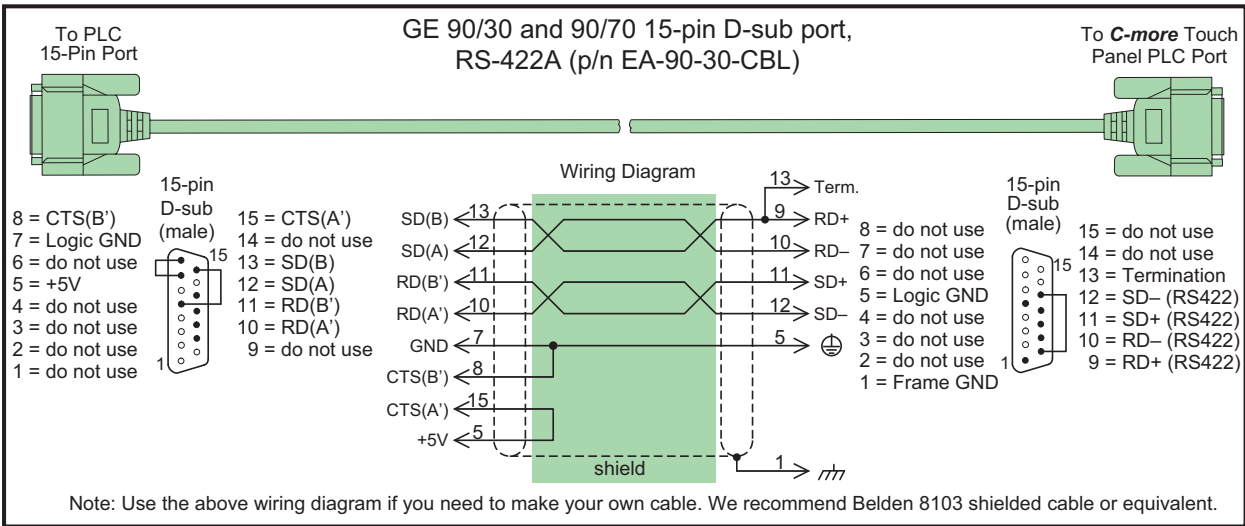 To PLC
15-Pin Port
GE 90/30 and 90/70 15-pin D-sub port,
RS-422A (p/n EA-90-30-CBL)
To C-more Touch
Panel PLC Port
15-pin
D-sub
(male)
8 = CTS(B’)
7 = Logic GND
6 = do not use
5 = +5V
4 = do not use
3 = do not use
2 = do not use
1 = do not use
15
1
15 = CTS(A’)
14 = do not use
13 = SD(B)
12 = SD(A)
11 = RD(B’)
10 = RD(A’)
9 = do not use
Wiring Diagram
13 Term.
SD(B) 13 9 RD+
SD(A) 12 10 RD–
RD(B’) 11 11 SD+
RD(A’) 10 12 SD–
GND 7 5
CTS(B’) 8
CTS(A’) 15
+5V 5
shield 1
8 = do not use
7 = do not use
6 = do not use
5 = Logic GND
4 = do not use
3 = do not use
2 = do not use
1 = Frame GND
15-pin
D-sub
(male)
15
1
15 = do not use
14 = do not use
13 = Termination
12 = SD– (RS422)
11 = SD+ (RS422)
10 = RD– (RS422)
9 = RD+ (RS422)
Note: Use the above wiring diagram if you need to make your own cable. We recommend Belden 8103 shielded cable or equivalent.